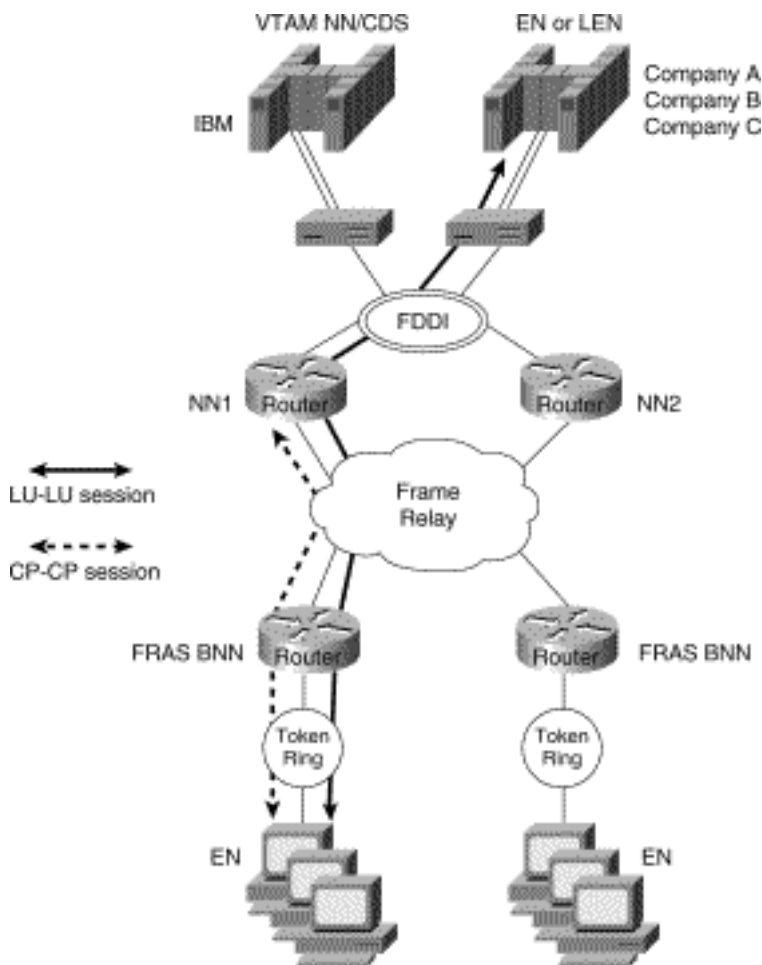 VTAM NN/CDS
EN or LEN
Company A
Company B
Company C
IBM
FDDI
NN1
Router
Router
NN2
LU-LU session
Frame
Relay
CP-CP session
FRAS BNN
Router
Router
FRAS BNN
Token
Ring
Token
Ring
EN
EN